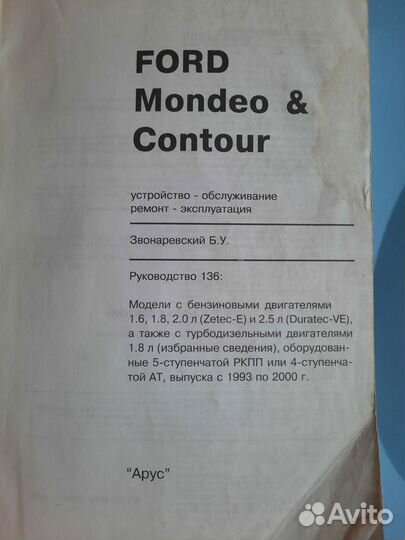 FORD
Mondeo &
Contour
устройство - обслуживание
ремонт - эксплуатация
Звонаревский Б.У.
Руководство 136:
Модели с бензиновыми двигателями
1.6, 1.8, 2.0 л (Zetec-E) и 2.5 л (Duratec-VE),
а также с турбодизельными двигателями
1.8 л (избранные сведения), оборудован-
ные 5-ступенчатой РКПП или 4-ступенча-
той АТ, выпуска с 1993 по 2000 г.
"Арус"
Avito